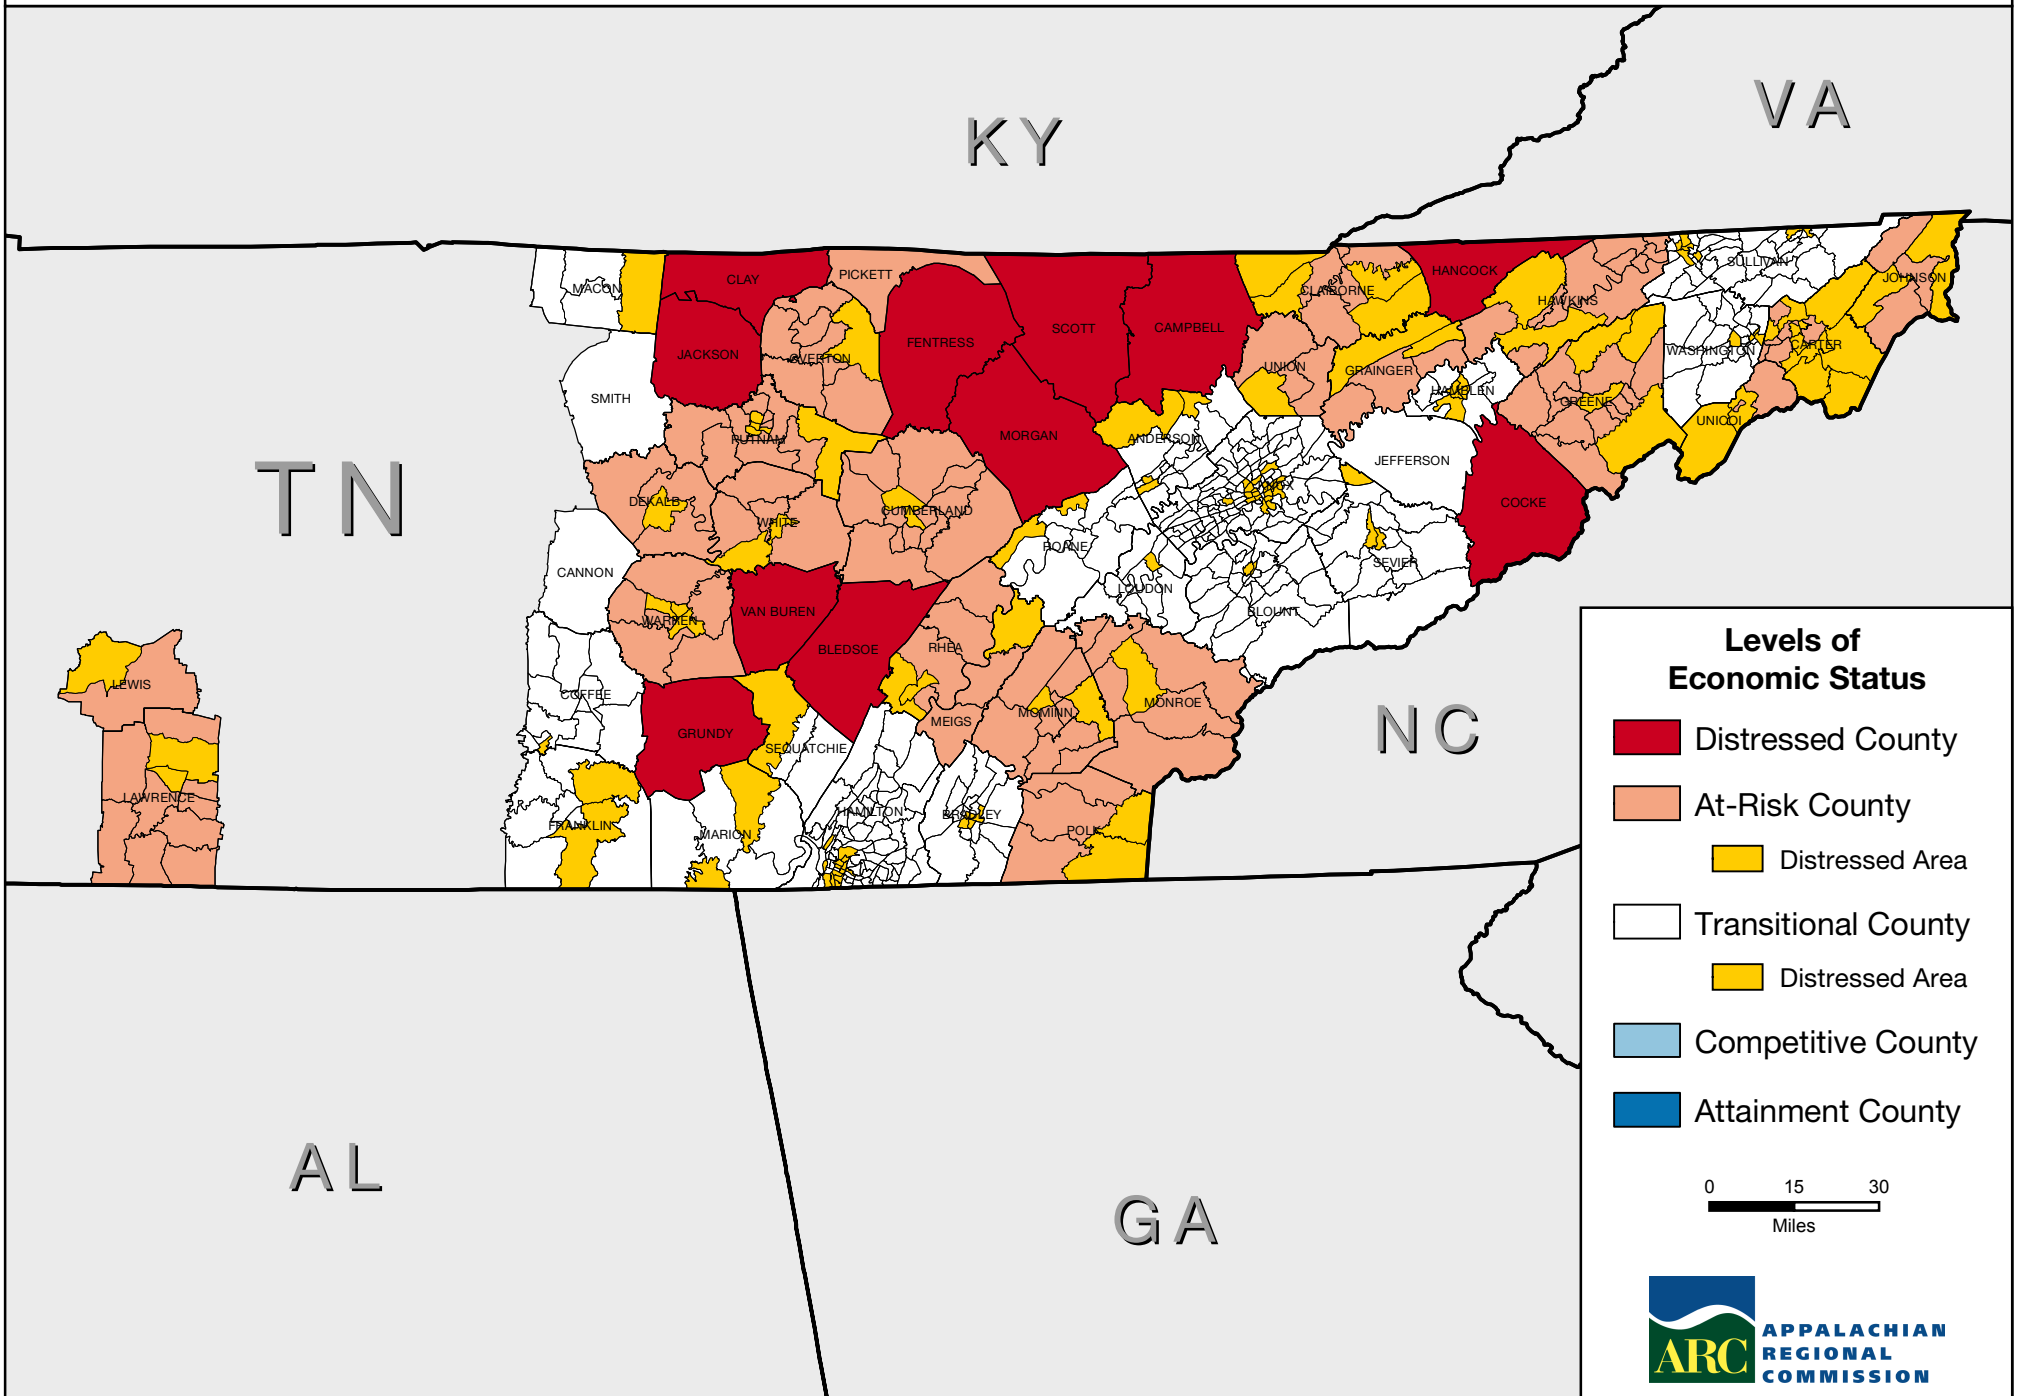 KY
VA
TN
NC
AL
GA
MACON
CLAY
PICKETT
SCOTT
CAMPBELL
CLAIBORNE
HANCOCK
HAWKINS
SULLIVAN
JOHNSON
JACKSON
OVERTON
FENTRESS
UNION
GRAINGER
HAMBLEN
GREENE
WASHINGTON
CARTER
UNICOI
SMITH
PUTNAM
MORGAN
ANDERSON
KNOX
JEFFERSON
COCKE
DEKALB
WHITE
CUMBERLAND
ROANE
LOUDON
BLOUNT
SEVIER
CANNON
WARREN
VAN BUREN
BLEDSOE
RHEA
MEIGS
MCMINN
MONROE
LEWIS
LAWRENCE
COFFEE
GRUNDY
SEQUATCHIE
FRANKLIN
MARION
HAMILTON
BRADLEY
POLK
Levels of
Economic Status
Distressed County
At-Risk County
Distressed Area
Transitional County
Distressed Area
Competitive County
Attainment County
0 15 30
Miles
ARC
APPALACHIAN
REGIONAL
COMMISSION